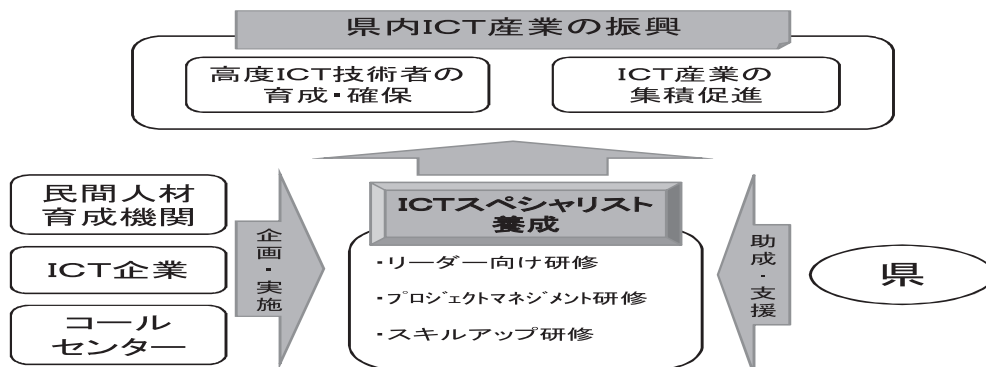 県内ICT産業の振興
高度ICT技術者の
育成・確保
ICT産業の
集積促進
民間人材
育成機関
ICT企業
コール
センター
企画・実施
ICTスペシャリスト
養成
・リーダー向け研修
・プロジェクトマネジメント研修
・スキルアップ研修
助成・支援
県